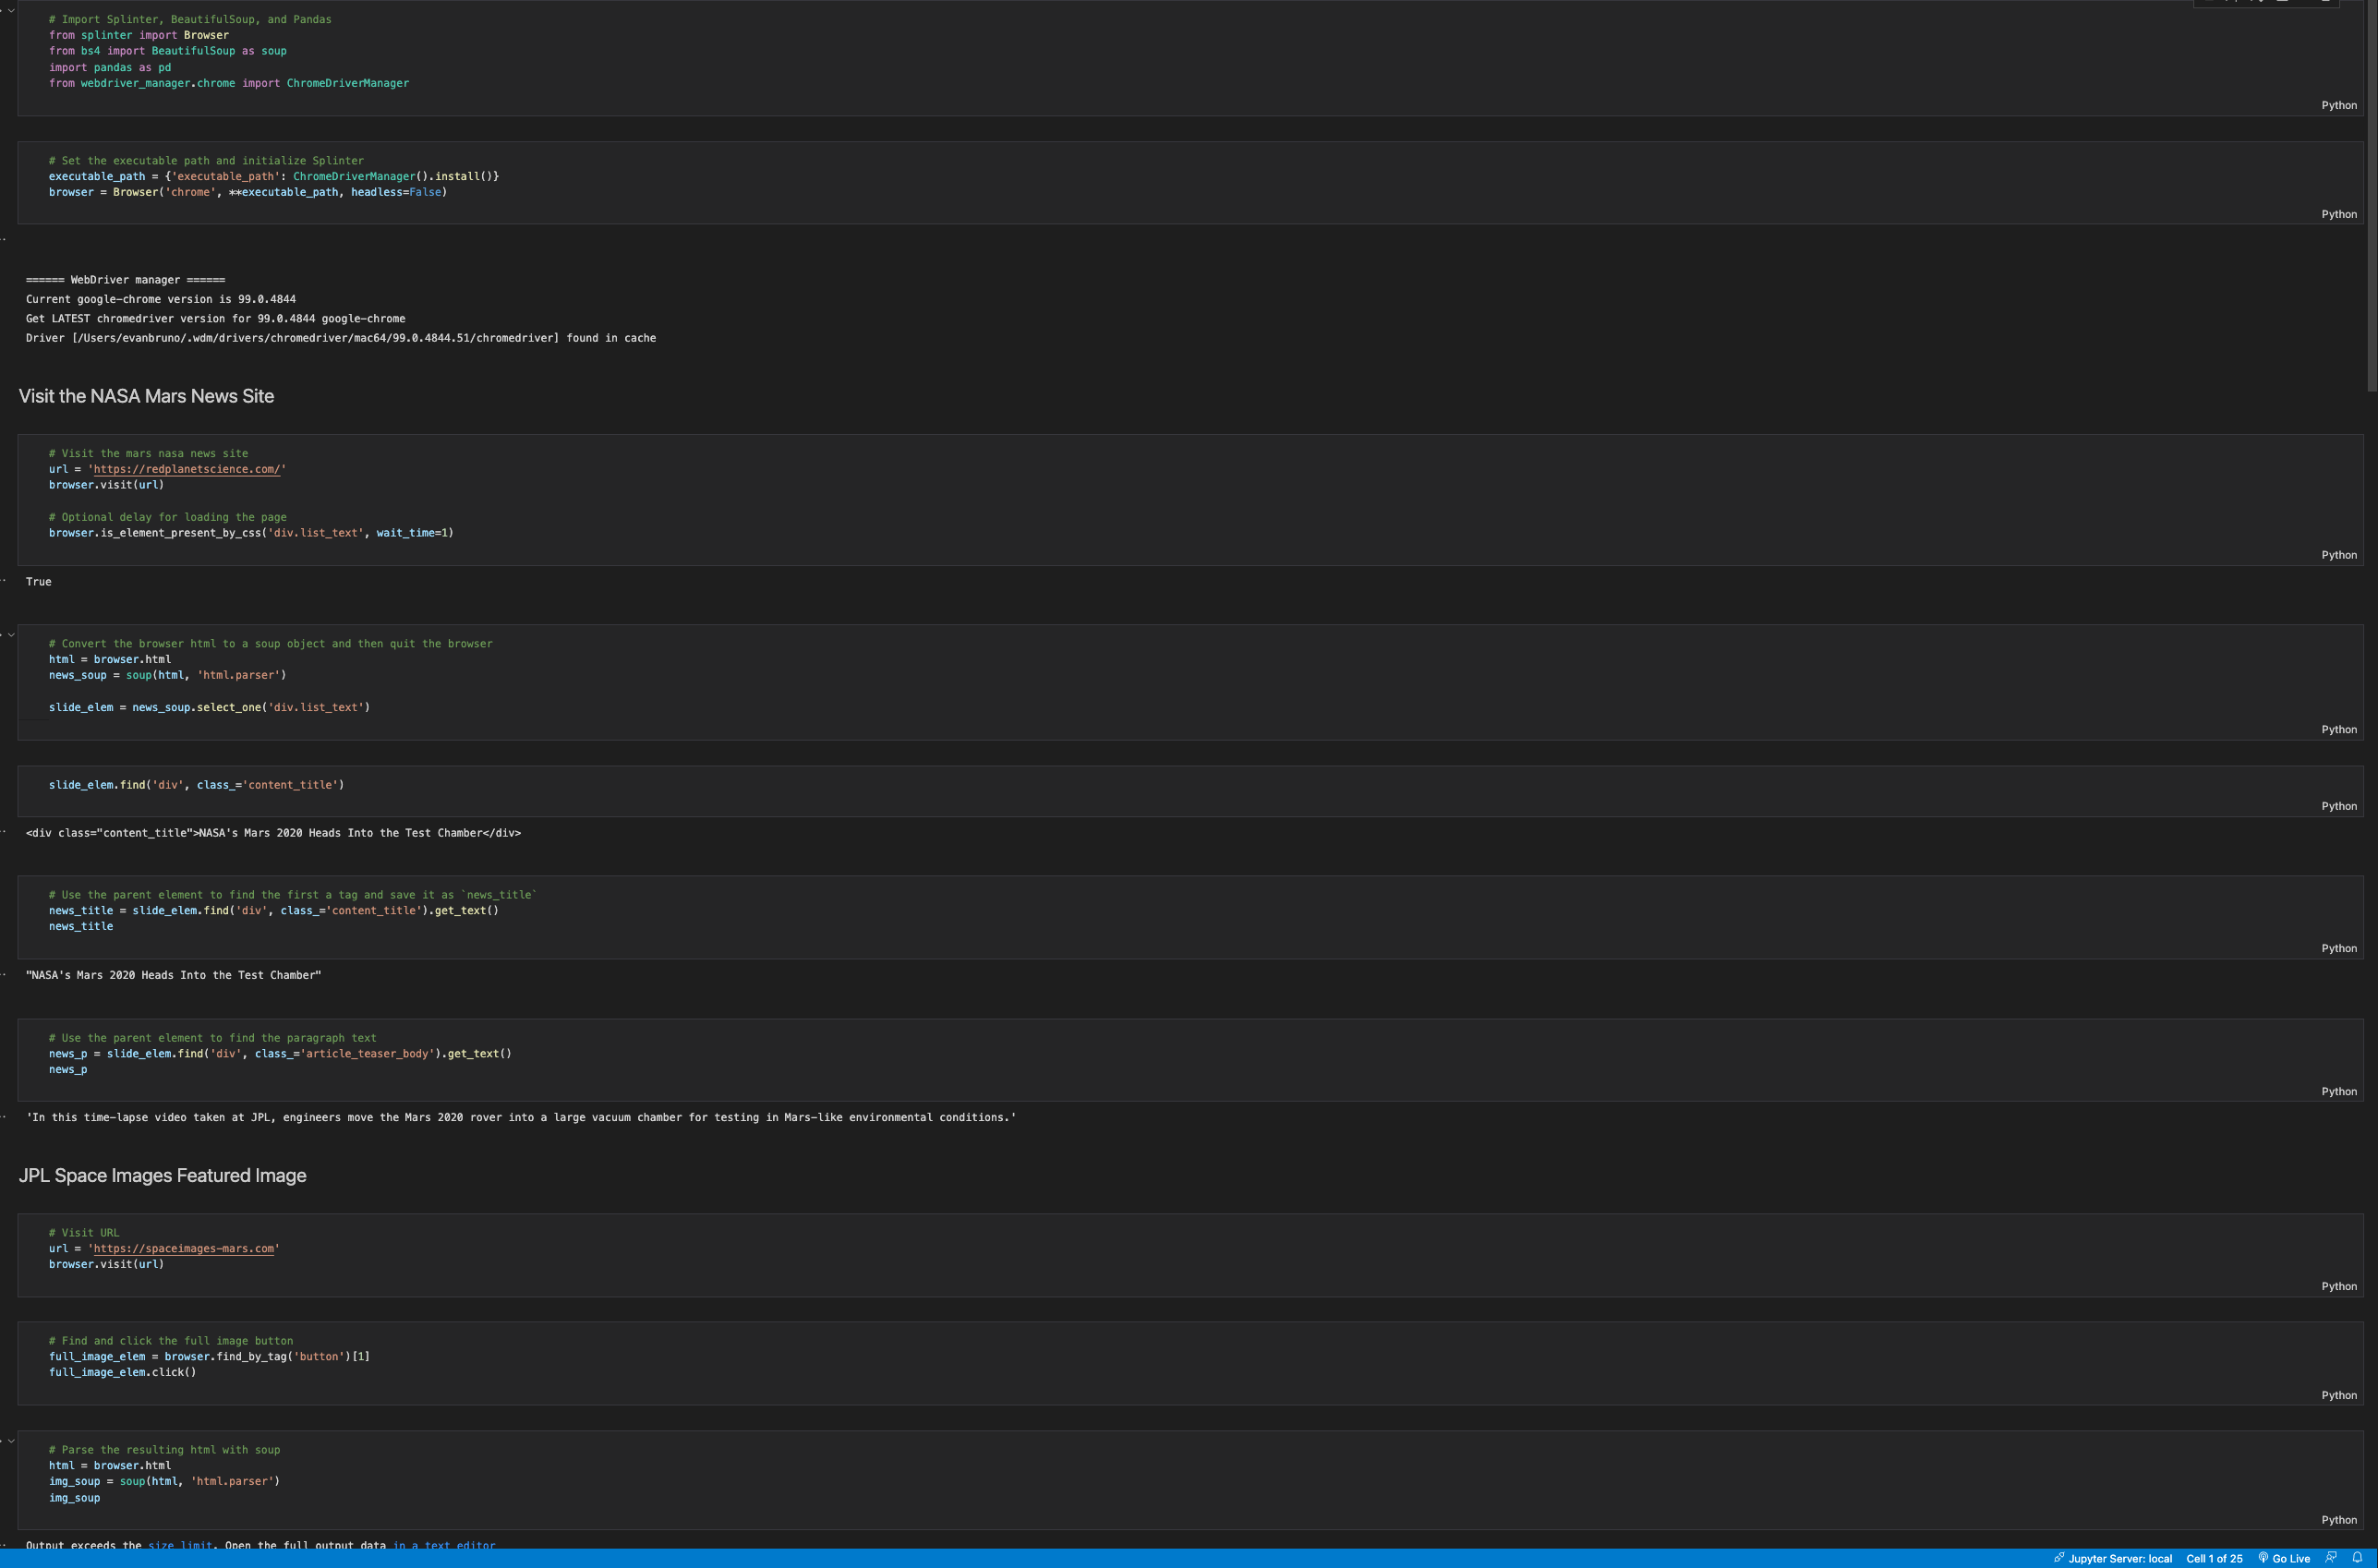 # Import Splinter, BeautifulSoup, and Pandas
from splinter import Browser
from bs4 import BeautifulSoup as soup
import pandas as pd
from webdriver_manager.chrome import ChromeDriverManager
Python
# Set the executable path and initialize Splinter
executable_path = {'executable_path': ChromeDriverManager().install()}
browser = Browser('chrome', **executable_path, headless=False)
Python
====== WebDriver manager ======
Current google-chrome version is 99.0.4844
Get LATEST chromedriver version for 99.0.4844 google-chrome
Driver [/Users/evanbruno/.wdm/drivers/chromedriver/mac64/99.0.4844.51/chromedriver] found in cache
Visit the NASA Mars News Site
# Visit the mars nasa news site
url = 'https://redplanetscience.com/'
browser.visit(url)
# Optional delay for loading the page
browser.is_element_present_by_css('div.list_text', wait_time=1)
Python
True
# Convert the browser html to a soup object and then quit the browser
html = browser.html
news_soup = soup(html, 'html.parser')
slide_elem = news_soup.select_one('div.list_text')
Python
slide_elem.find('div', class_='content_title')
Python
<div class="content_title">NASA's Mars 2020 Heads Into the Test Chamber</div>
# Use the parent element to find the first a tag and save it as `news_title`
news_title = slide_elem.find('div', class_='content_title').get_text()
news_title
Python
"NASA's Mars 2020 Heads Into the Test Chamber"
# Use the parent element to find the paragraph text
news_p = slide_elem.find('div', class_='article_teaser_body').get_text()
news_p
Python
'In this time-lapse video taken at JPL, engineers move the Mars 2020 rover into a large vacuum chamber for testing in Mars-like environmental conditions.'
JPL Space Images Featured Image
# Visit URL
url = 'https://spaceimages-mars.com'
browser.visit(url)
Python
# Find and click the full image button
full_image_elem = browser.find_by_tag('button')[1]
full_image_elem.click()
Python
# Parse the resulting html with soup
html = browser.html
img_soup = soup(html, 'html.parser')
img_soup
Python
Output exceeds the size limit. Open the full output data in a text editor
Jupyter Server: local Cell 1 of 25 Go Live